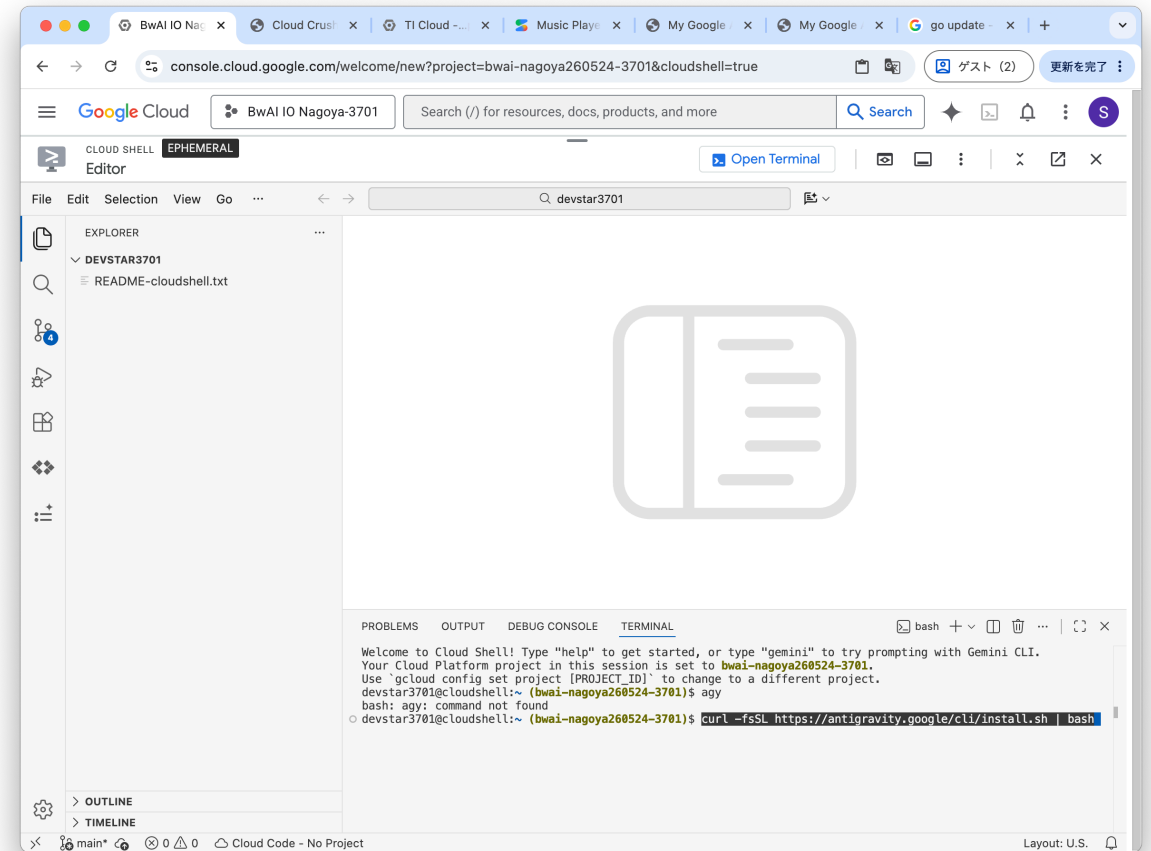 BwAI IO Nag
Cloud Crush
TI Cloud -...
Music Playe
My Google
My Google
go update -
console.cloud.google.com/welcome/new?project=bwai-nagoya260524-3701&cloudshell=true
ゲスト (2)
更新を完了
Google Cloud
BwAI IO Nagoya-3701
Search (/) for resources, docs, products, and more
Search
S
CLOUD SHELL
EPHEMERAL
Editor
Open Terminal
File Edit Selection View Go ...
devstar3701
EXPLORER
...
DEVSTAR3701
README-cloudshell.txt
4
PROBLEMS OUTPUT DEBUG CONSOLE TERMINAL
bash
...
Welcome to Cloud Shell! Type "help" to get started, or type "gemini" to try prompting with Gemini CLI.
Your Cloud Platform project in this session is set to bwai-nagoya260524-3701.
Use `gcloud config set project [PROJECT_ID]` to change to a different project.
devstar3701@cloudshell:~ (bwai-nagoya260524-3701)$ agy
bash: agy: command not found
devstar3701@cloudshell:~ (bwai-nagoya260524-3701)$ curl -fsSL https://antigravity.google/cli/install.sh | bash
OUTLINE
TIMELINE
main* 0 0 Cloud Code - No Project
Layout: U.S.